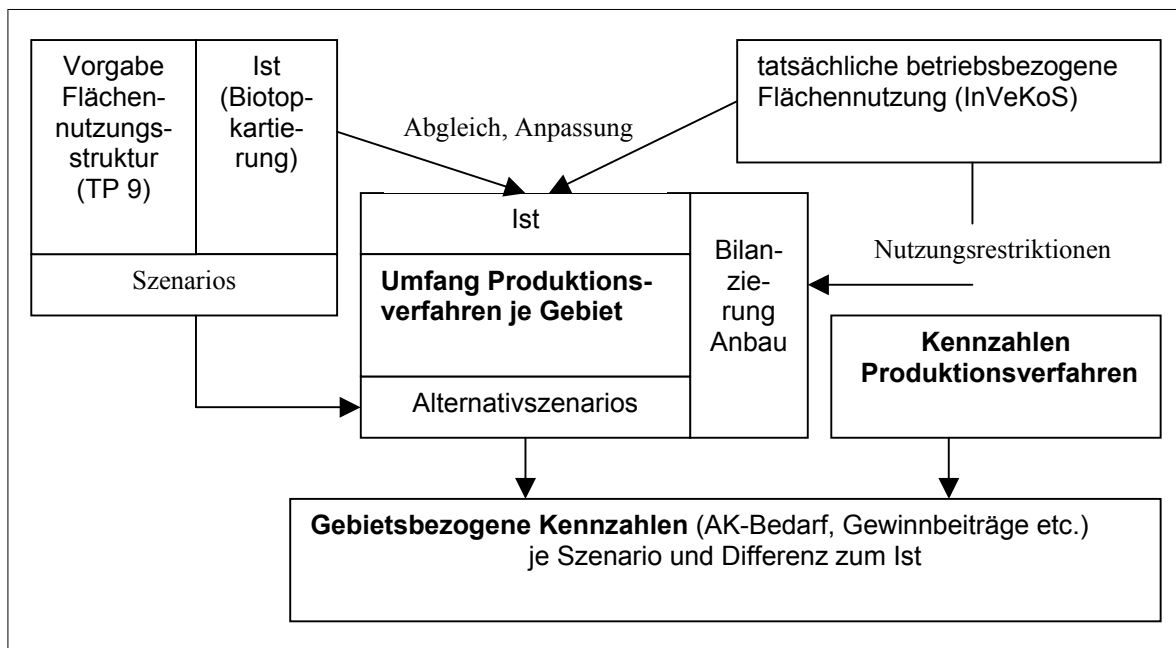 Vorgabe
Flächen-
nutzungs-
struktur
(TP 9)
Ist
(Biotop-
kartie-
rung)
Szenarios
Abgleich, Anpassung
tatsächliche betriebsbezogene
Flächennutzung (InVeKoS)
Ist
Umfang Produktions-
verfahren je Gebiet
Alternativszenarios
Bilan-
zie-
rung
Anbau
Nutzungsrestriktionen
Kennzahlen
Produktionsverfahren
Gebietsbezogene Kennzahlen (AK-Bedarf, Gewinnbeiträge etc.)
je Szenario und Differenz zum Ist